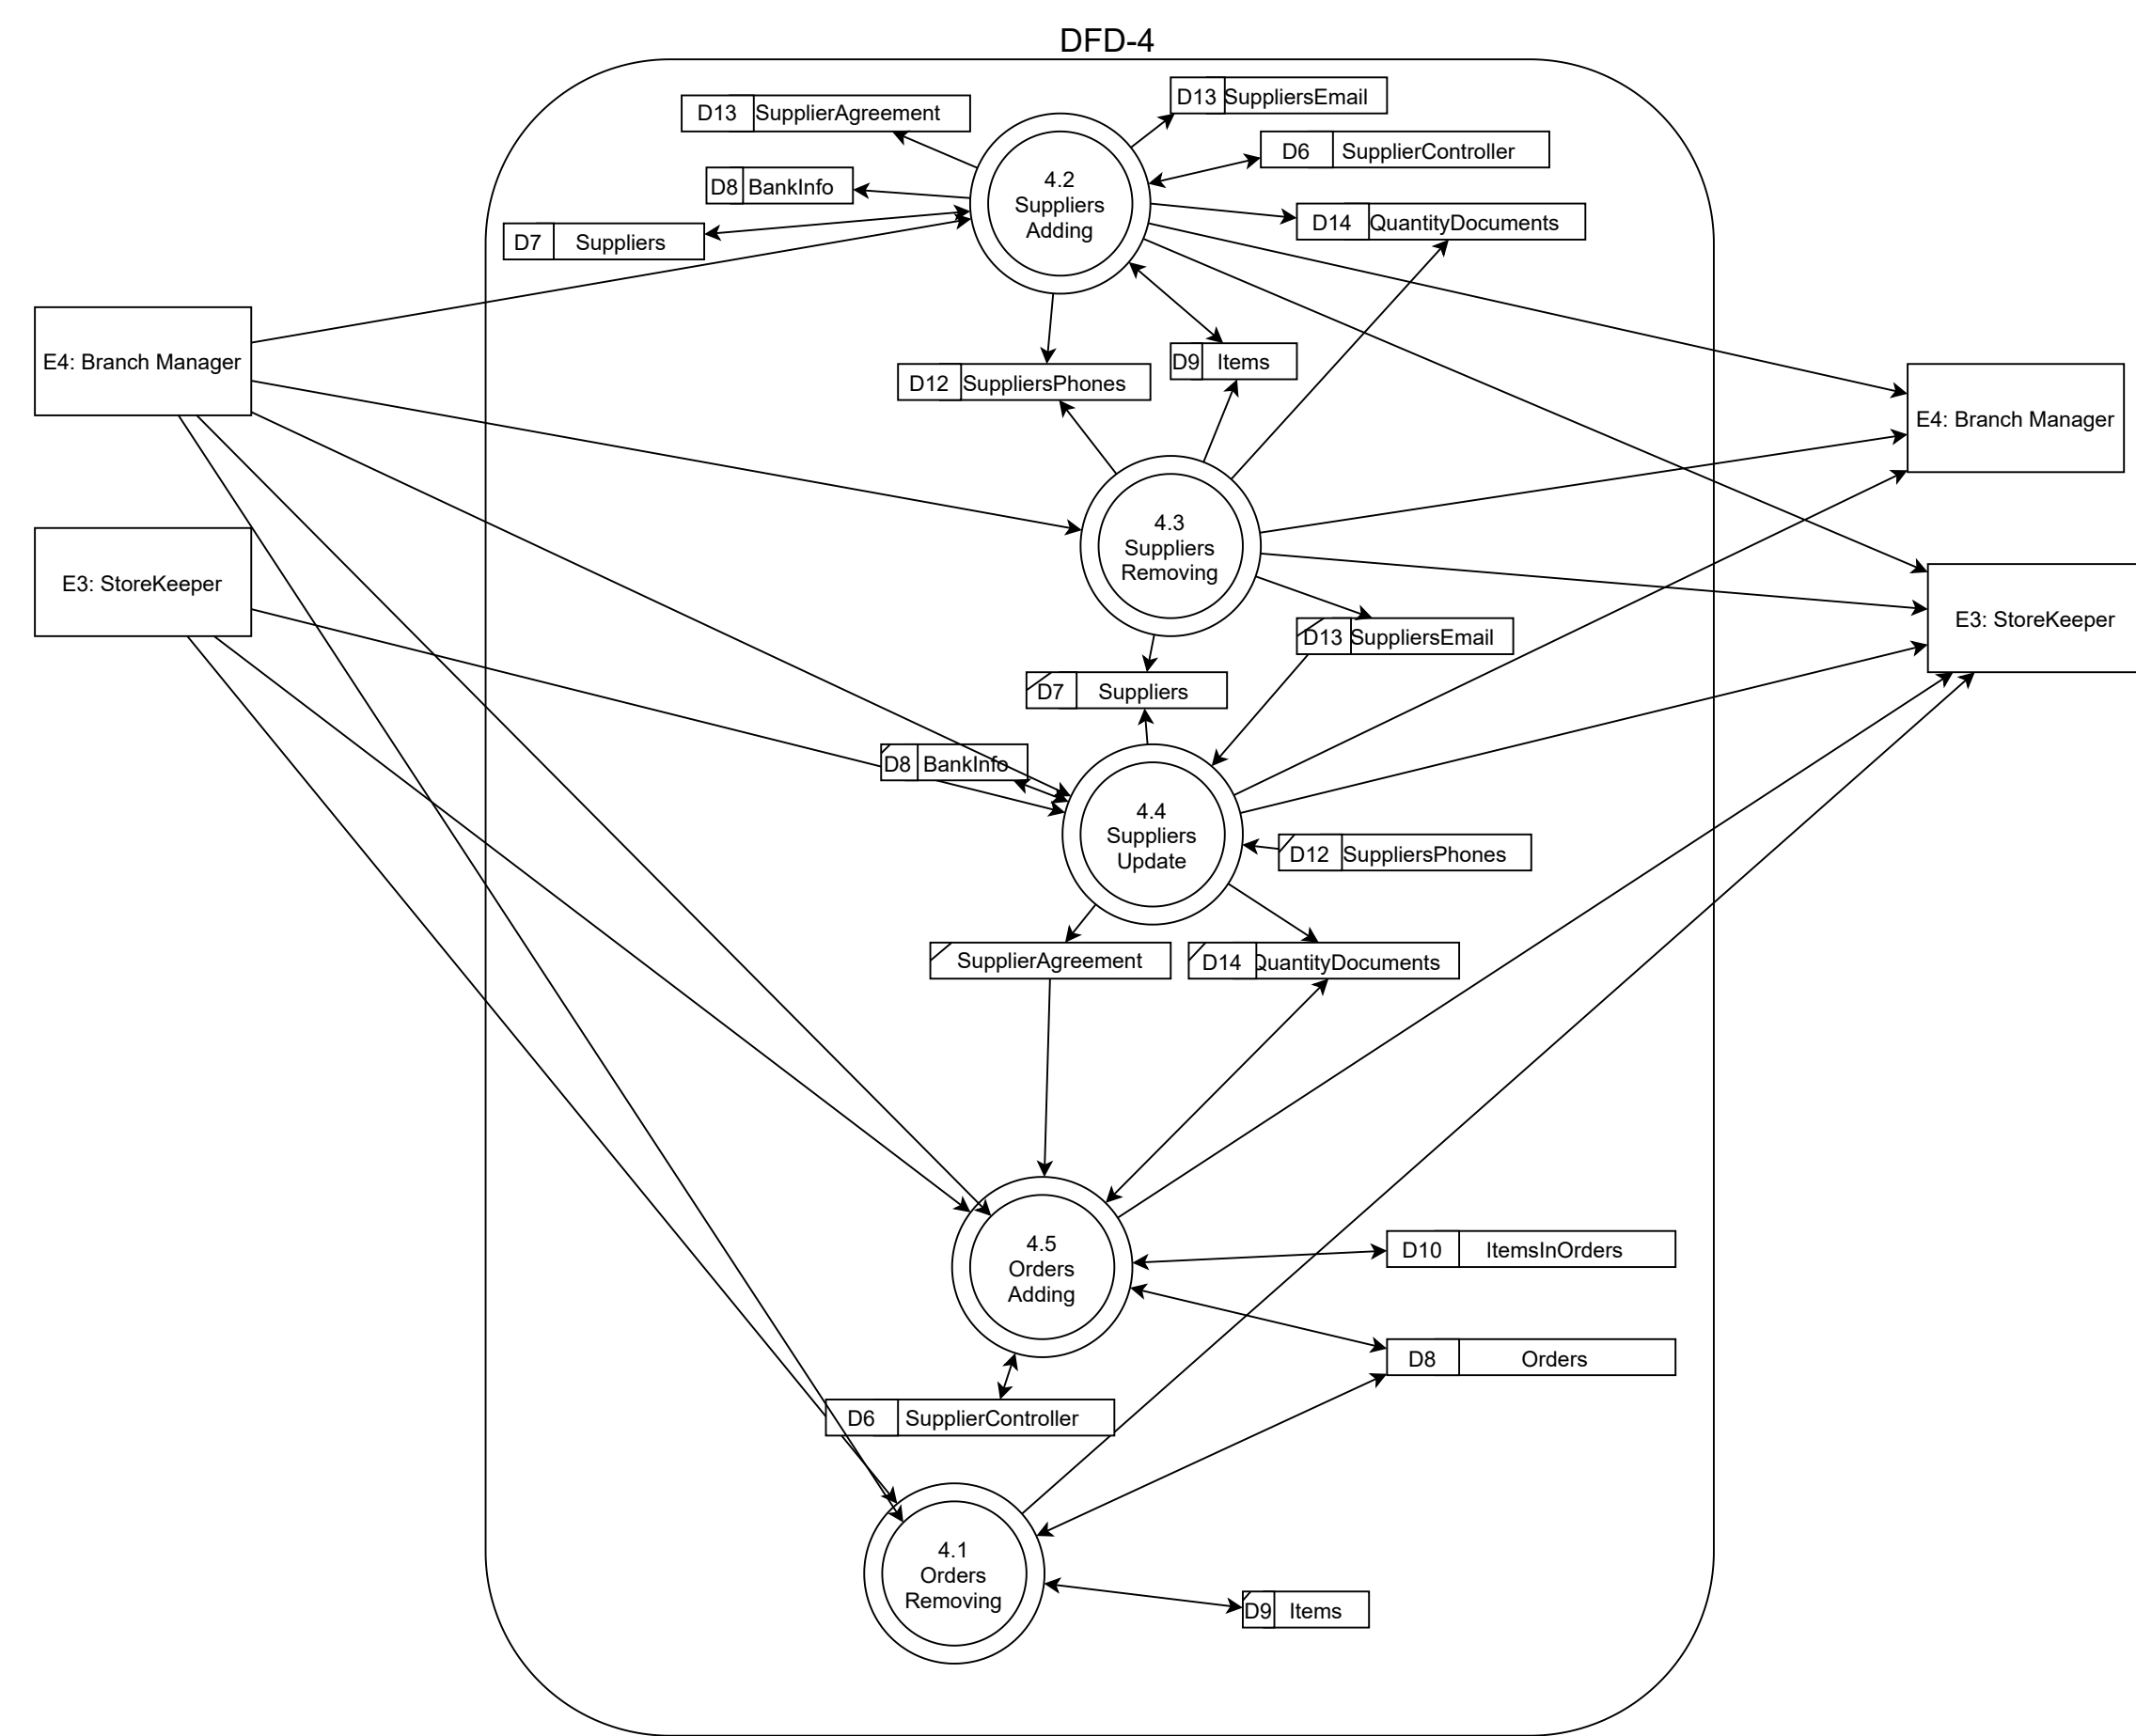 DFD-4
D13 SuppliersEmail
D13 SupplierAgreement
D6 SupplierController
D8 BankInfo
4.2
Suppliers
Adding
D14 QuantityDocuments
D7 Suppliers
E4: Branch Manager
D9 Items
D12 SuppliersPhones
E4: Branch Manager
4.3
Suppliers
Removing
E3: StoreKeeper
E3: StoreKeeper
D13 SuppliersEmail
D7 Suppliers
D8 BankInfo
4.4
Suppliers
Update
D12 SuppliersPhones
SupplierAgreement
D14 QuantityDocuments
4.5
Orders
Adding
D10 ItemsInOrders
D8 Orders
D6 SupplierController
4.1
Orders
Removing
D9 Items